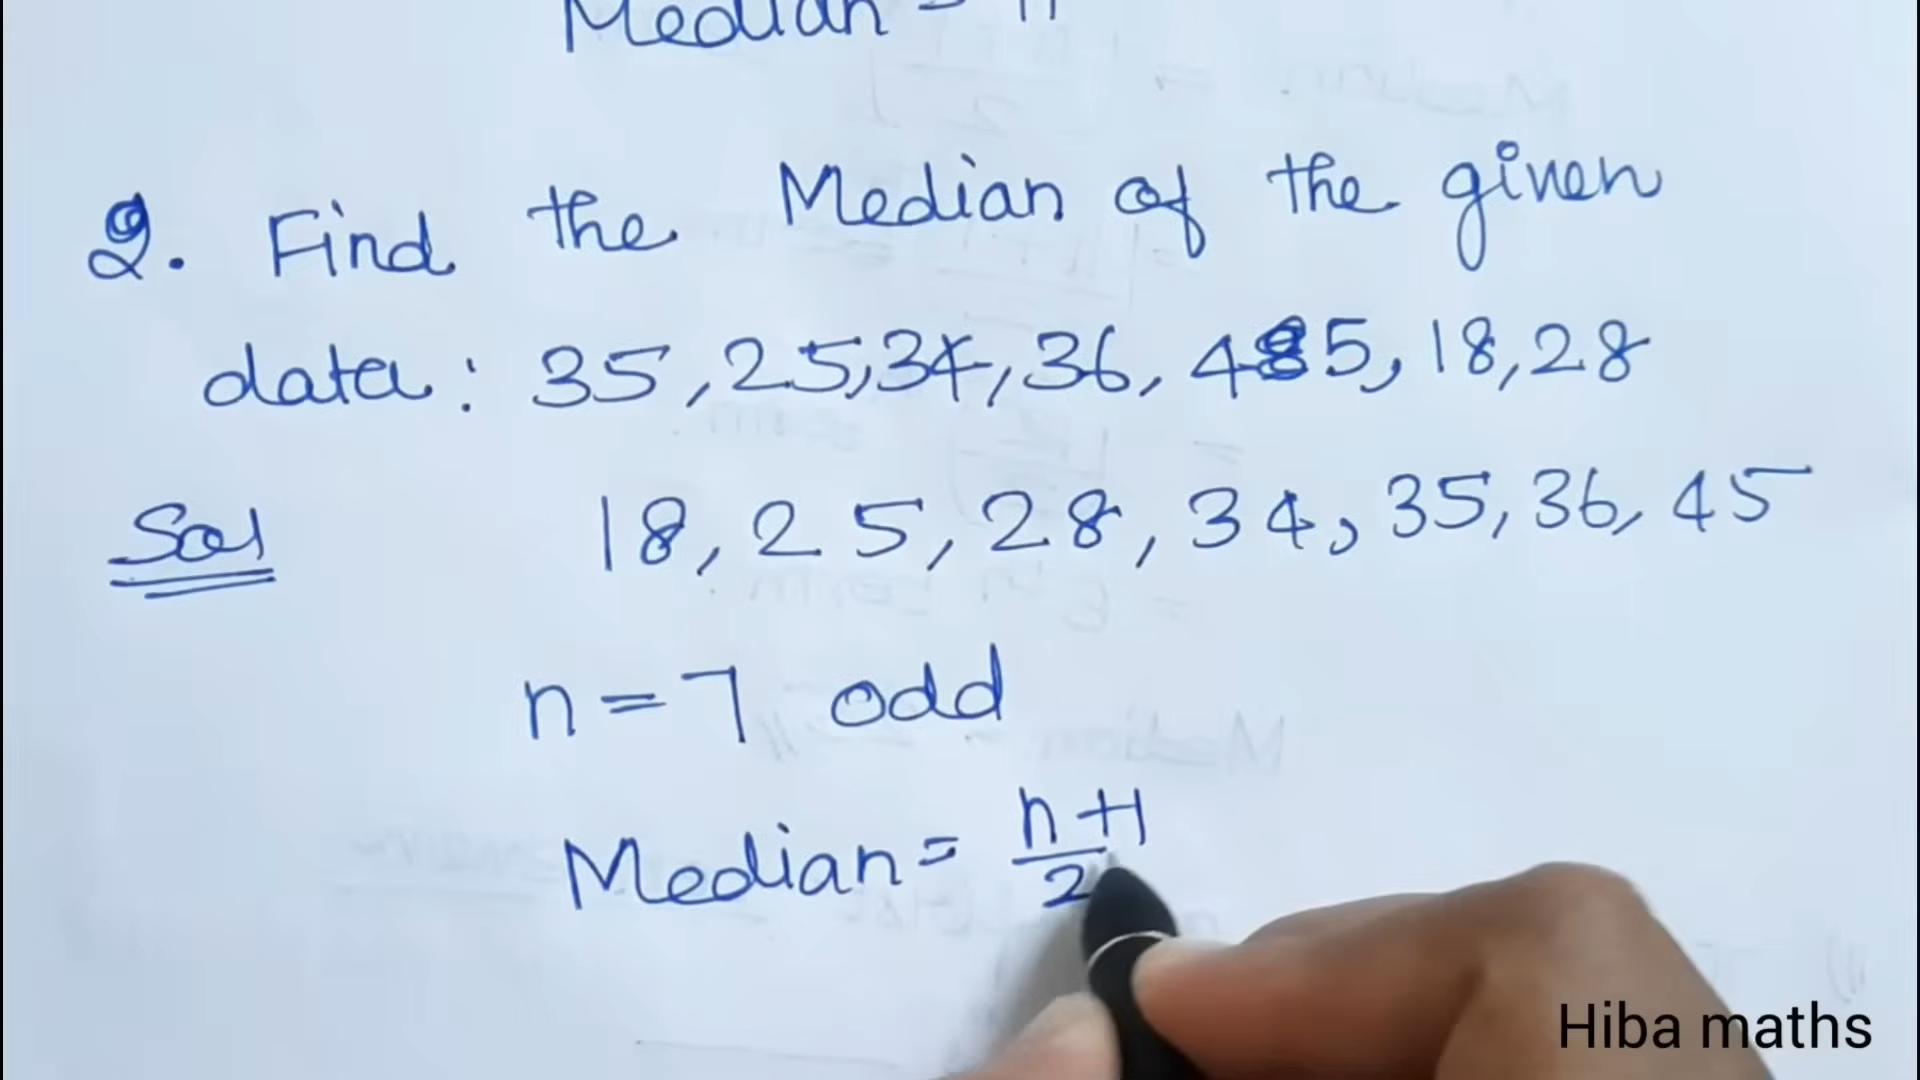 Median =
2. Find the Median of the given
data: 35, 25, 34, 36, 45, 18, 28
Sol 18, 25, 28, 34, 35, 36, 45
n = 7 odd
Median = n+1/2
Hiba maths